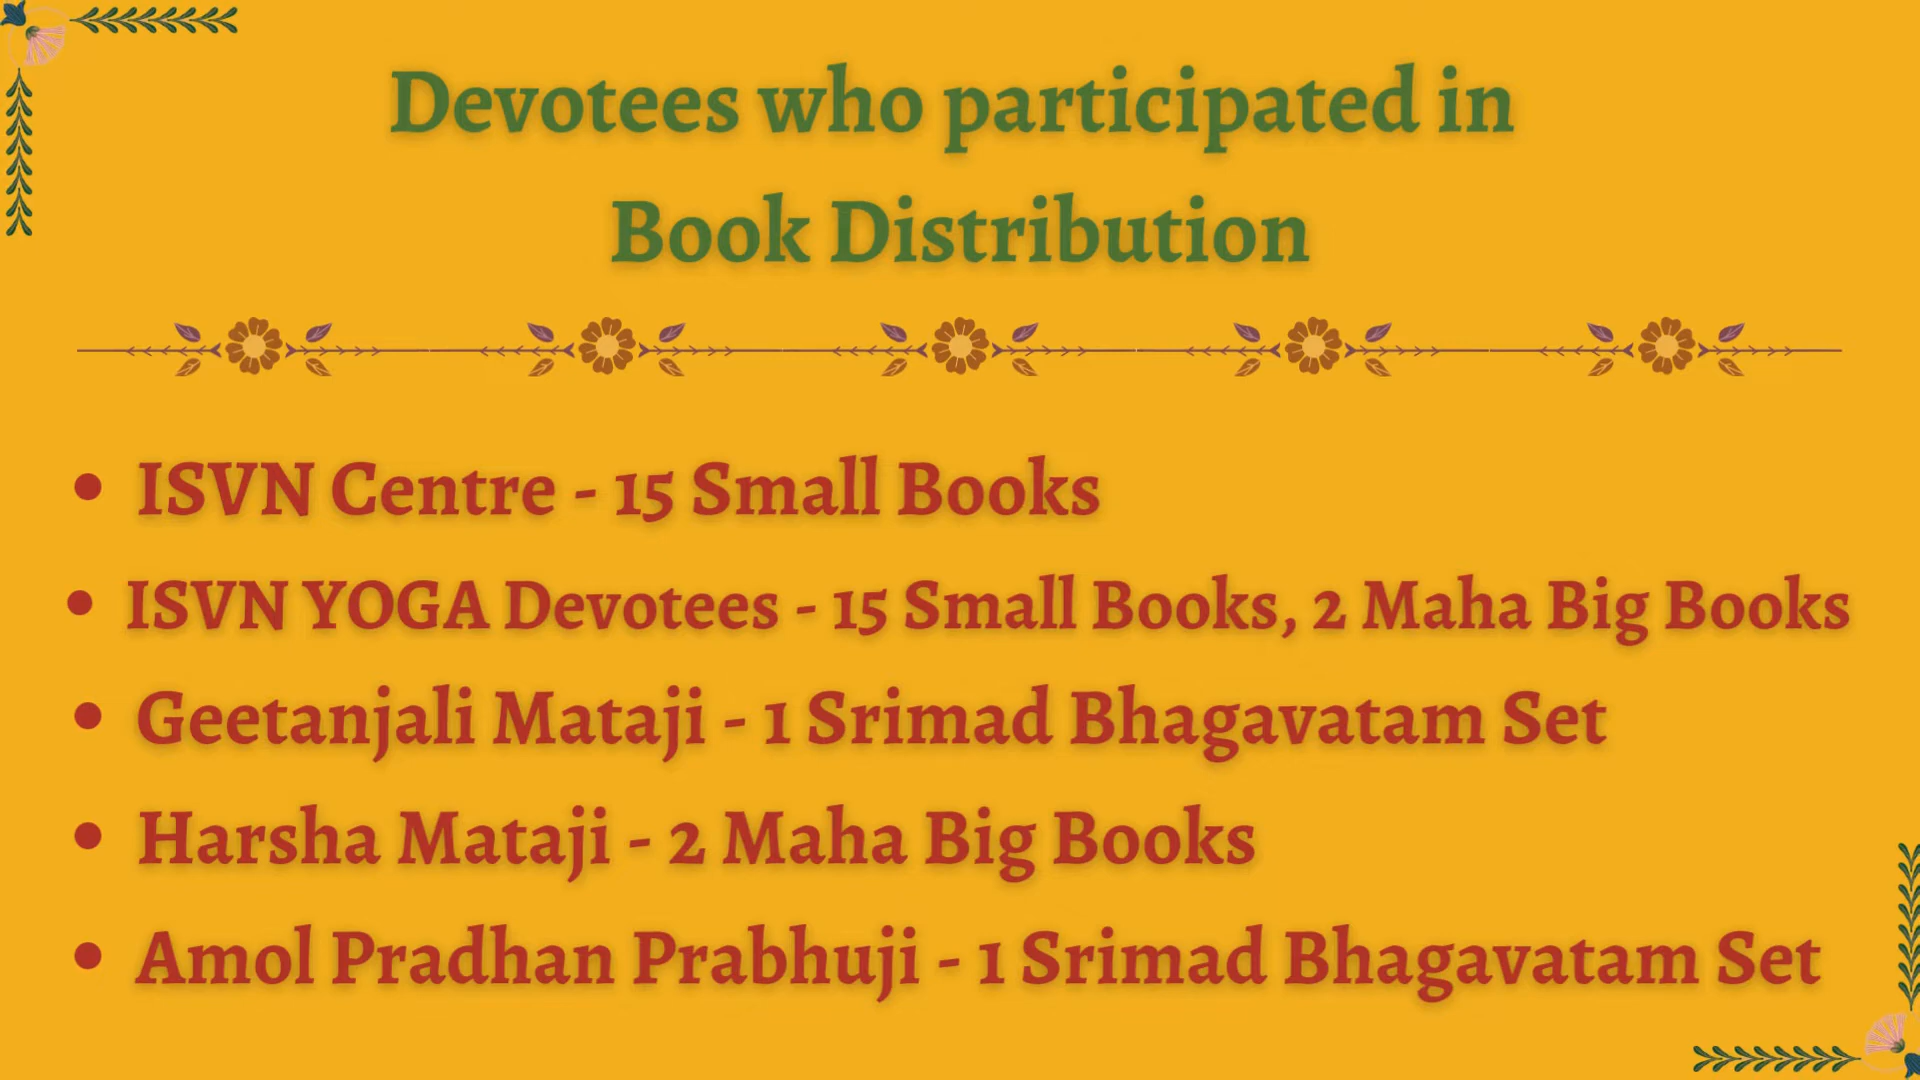 Devotees who participated in
Book Distribution
• ISVN Centre - 15 Small Books
• ISVN YOGA Devotees - 15 Small Books, 2 Maha Big Books
• Geetanjali Mataji - 1 Srimad Bhagavatam Set
• Harsha Mataji - 2 Maha Big Books
• Amol Pradhan Prabhuji - 1 Srimad Bhagavatam Set